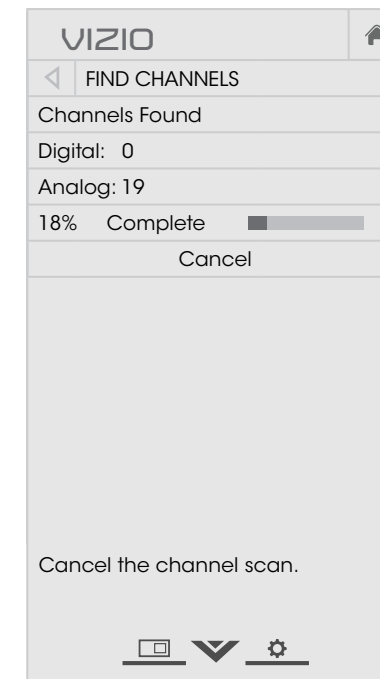 VIZIO
FIND CHANNELS
Channels Found
Digital: 0
Analog: 19
18% Complete
Cancel
Cancel the channel scan.